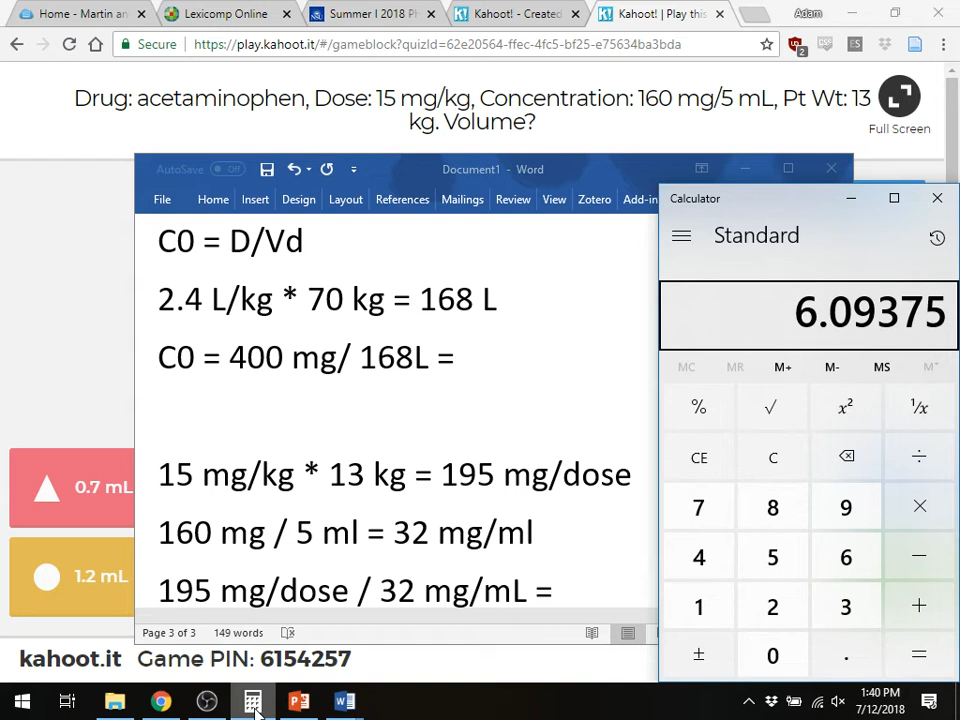 Home - Martin an
Lexicomp Online
Summer I 2018 Ph
Kahoot! - Created
Kahoot! | Play this
Adam
Secure
https://play.kahoot.it/#/gameblock?quizId=62e20564-ffec-4fc5-bf25-e75634ba3bda
2
CSS
ES
Drug: acetaminophen, Dose: 15 mg/kg, Concentration: 160 mg/5 mL, Pt Wt: 13
kg. Volume?
Full Screen
AutoSave Off
Document1 - Word
File Home Insert Design Layout References Mailings Review View Zotero Add-in
C0 = D/Vd
2.4 L/kg * 70 kg = 168 L
C0 = 400 mg/ 168L =
15 mg/kg * 13 kg = 195 mg/dose
160 mg / 5 ml = 32 mg/ml
195 mg/dose / 32 mg/mL =
Page 3 of 3 149 words
Calculator
Standard
6.09375
MC MR M+ M- MS M˅
% √ x² ¹/x
CE C ÷
7 8 9 ×
4 5 6 −
1 2 3 +
± 0 . =
0.7 mL
1.2 mL
kahoot.it Game PIN: 6154257
1:40 PM
7/12/2018